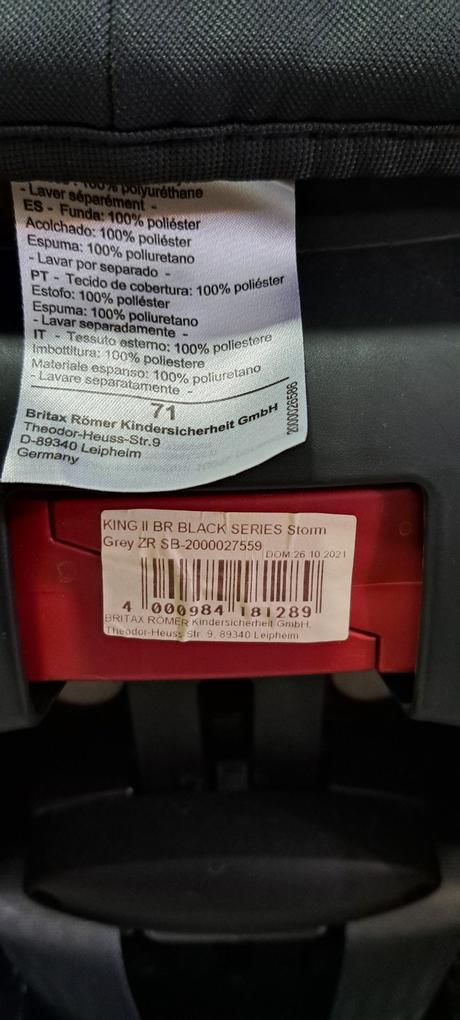 - Espuma: 100% polyuréthane
- Laver séparément -
ES - Funda: 100% poliéster
Acolchado: 100% poliéster
Espuma: 100% poliuretano
- Lavar por separado -
PT - Tecido de cobertura: 100% poliéster
Estofo: 100% poliéster
Espuma: 100% poliuretano
- Lavar separadamente -
IT - Tessuto esterno: 100% poliestere
Imbottitura: 100% poliestere
Materiale espanso: 100% poliuretano
- Lavare separatamente -
71
Britax Römer Kindersicherheit GmbH
Theodor-Heuss-Str.9
D-89340 Leipheim
Germany
2000026586
KING II BR BLACK SERIES Storm
Grey ZR SB-2000027559
DOM:26.10.2021
4 000984 181289
BRITAX RÖMER Kindersicherheit GmbH,
Theodor-Heuss Str. 9, 89340 Leipheim